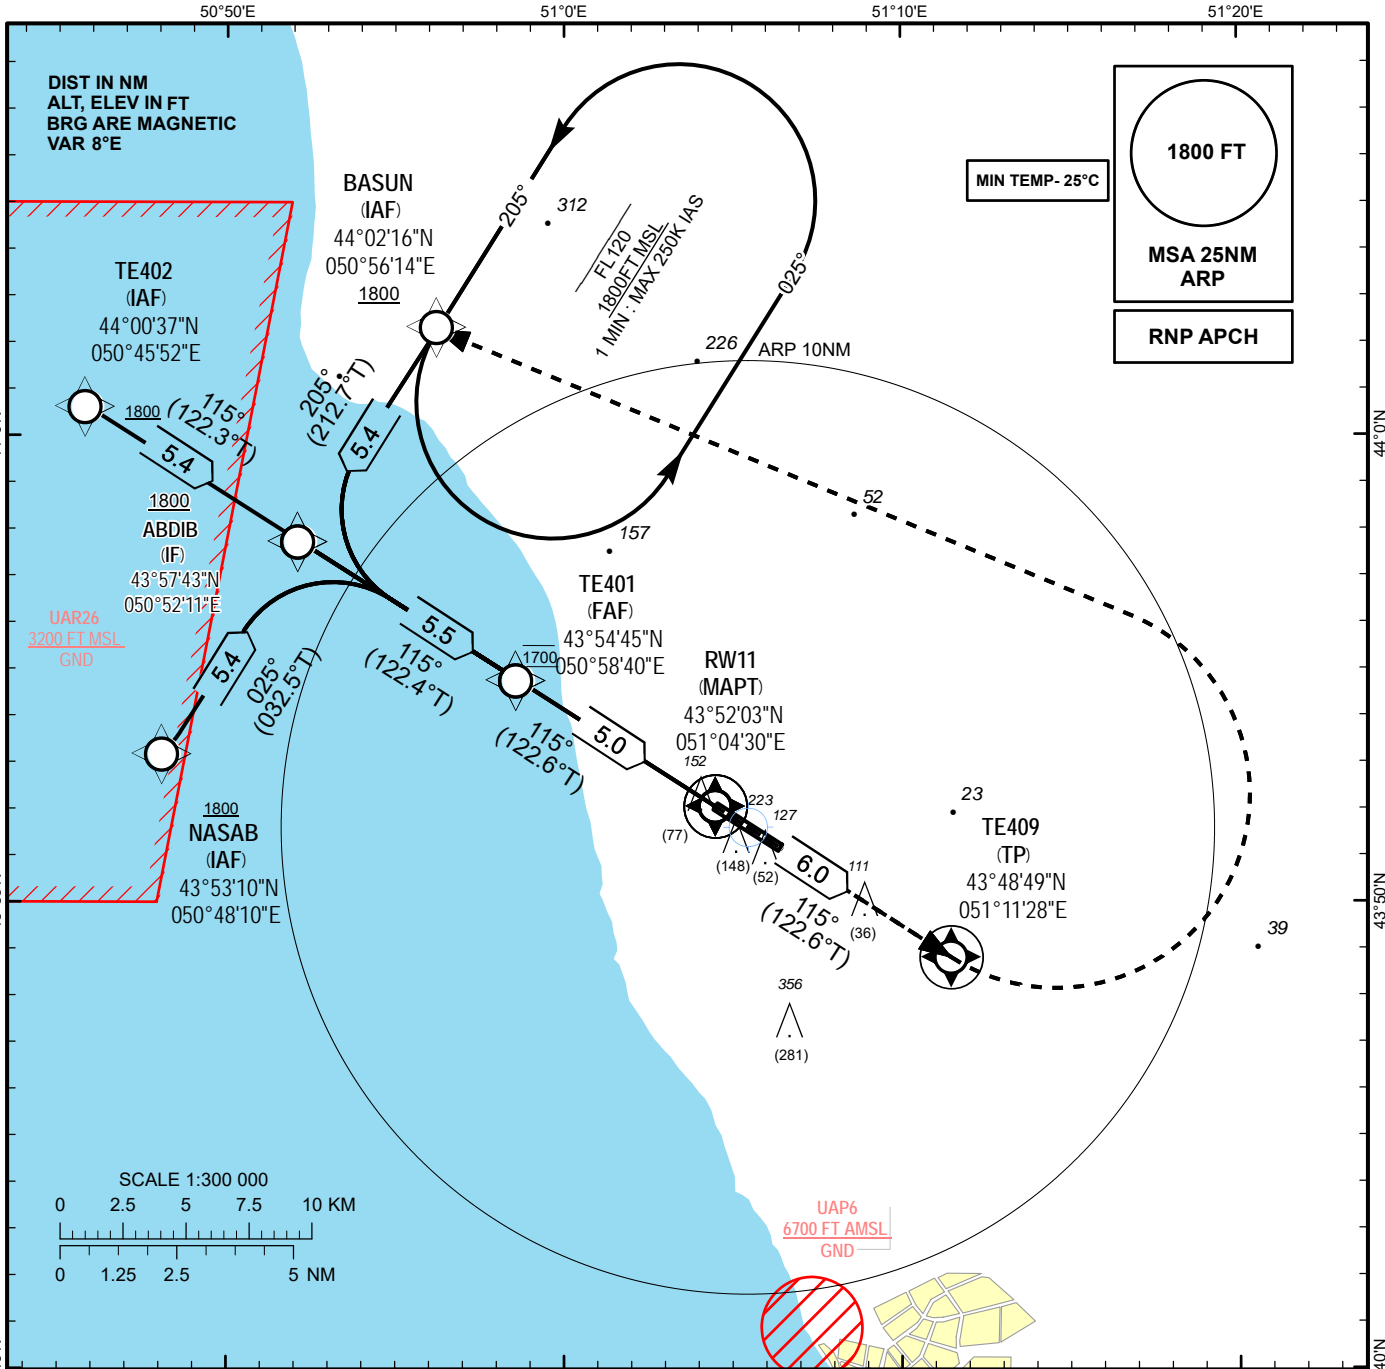 50°50'E
51°0'E
51°10'E
51°20'E
DIST IN NM
ALT, ELEV IN FT
BRG ARE MAGNETIC
VAR 8°E
1800 FT
MSA 25NM
ARP
MIN TEMP- 25°C
RNP APCH
BASUN
(IAF)
44°02'16"N
050°56'14"E
1800
205°
312
FL120
1800FT MSL
1 MIN : MAX 250K IAS
025°
TE402
(IAF)
44°00'37"N
050°45'52"E
226
ARP 10NM
205°
(212.7°T)
5.4
1800
115°
(122.3°T)
5.4
44°0'N
1800
ABDIB
(IF)
43°57'43"N
050°52'11"E
52
157
TE401
(FAF)
43°54'45"N
050°58'40"E
1700
UAR26
3200 FT MSL
GND
5.5
115°
(122.4°T)
5.4
025°
(032.5°T)
RW11
(MAPT)
43°52'03"N
051°04'30"E
5.0
115°
(122.6°T)
152
(77)
223
127
(148)
(52)
23
1800
NASAB
(IAF)
43°53'10"N
050°48'10"E
TE409
(TP)
43°48'49"N
051°11'28"E
6.0
111
(36)
115°
(122.6°T)
43°50'N
39
356
(281)
SCALE 1:300 000
0 2.5 5 7.5 10 KM
0 1.25 2.5 5 NM
UAP6
6700 FT AMSL
GND